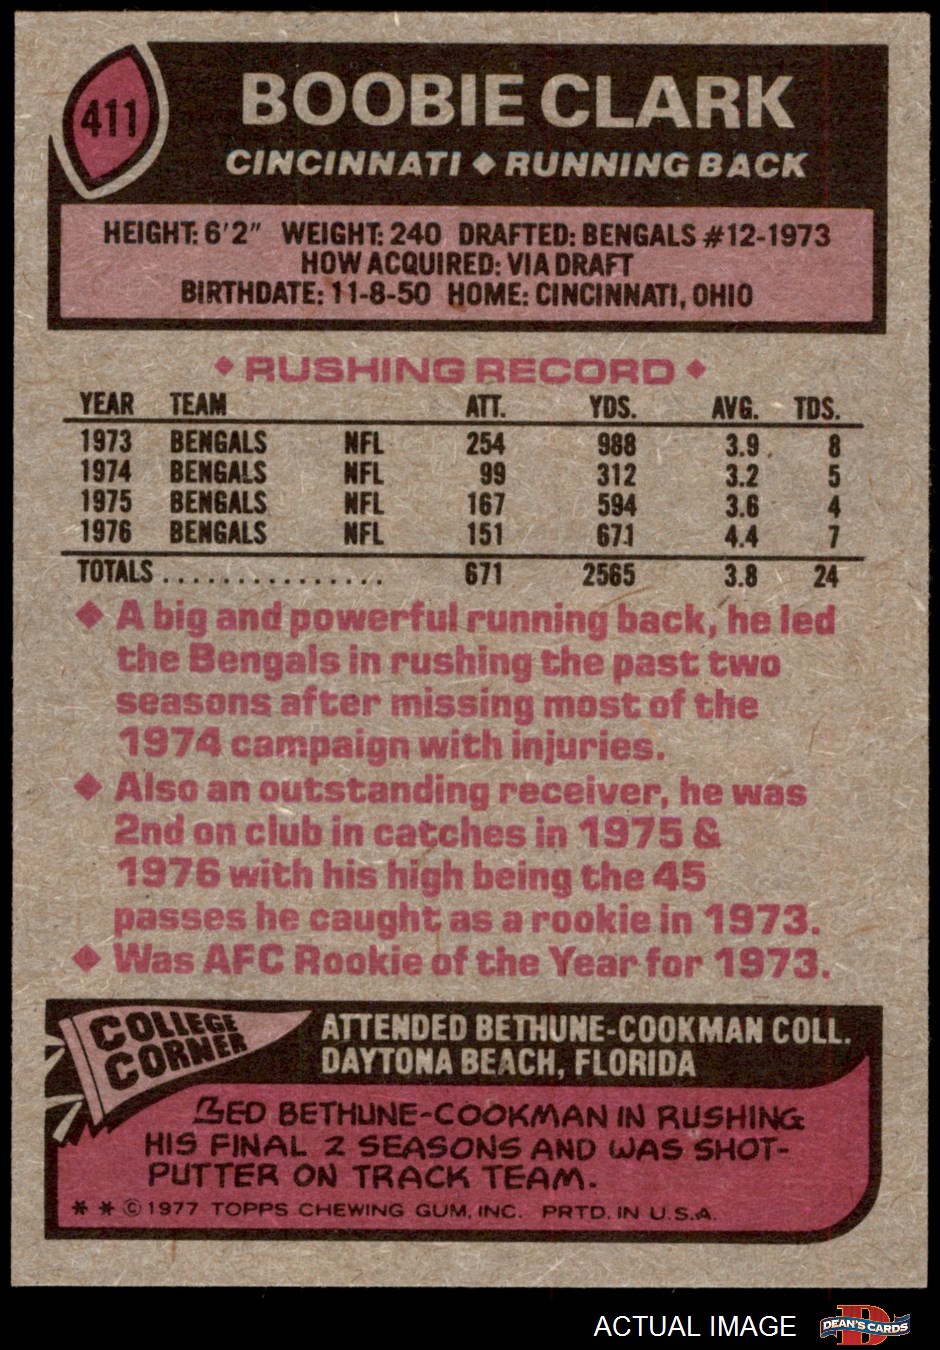 411
BOOBIE CLARK
CINCINNATI ◆ RUNNING BACK
HEIGHT: 6'2" WEIGHT: 240 DRAFTED: BENGALS #12-1973
HOW ACQUIRED: VIA DRAFT
BIRTHDATE: 11-8-50 HOME: CINCINNATI, OHIO
◆ RUSHING RECORD ◆
YEAR TEAM ATT. YDS. AVG. TDS.
1973 BENGALS NFL 254 988 3.9 8
1974 BENGALS NFL 99 312 3.2 5
1975 BENGALS NFL 167 594 3.6 4
1976 BENGALS NFL 151 671 4.4 7
TOTALS............... 671 2565 3.8 24
◆ A big and powerful running back, he led
the Bengals in rushing the past two
seasons after missing most of the
1974 campaign with injuries.
◆ Also an outstanding receiver, he was
2nd on club in catches in 1975 &
1976 with his high being the 45
passes he caught as a rookie in 1973.
◆ Was AFC Rookie of the Year for 1973.
COLLEGE
CORNER
ATTENDED BETHUNE-COOKMAN COLL.
DAYTONA BEACH, FLORIDA
LED BETHUNE-COOKMAN IN RUSHING
HIS FINAL 2 SEASONS AND WAS SHOT-
PUTTER ON TRACK TEAM.
* * © 1977 TOPPS CHEWING GUM, INC. PRTD. IN U.S.A.
ACTUAL IMAGE
D
DEAN'S CARDS